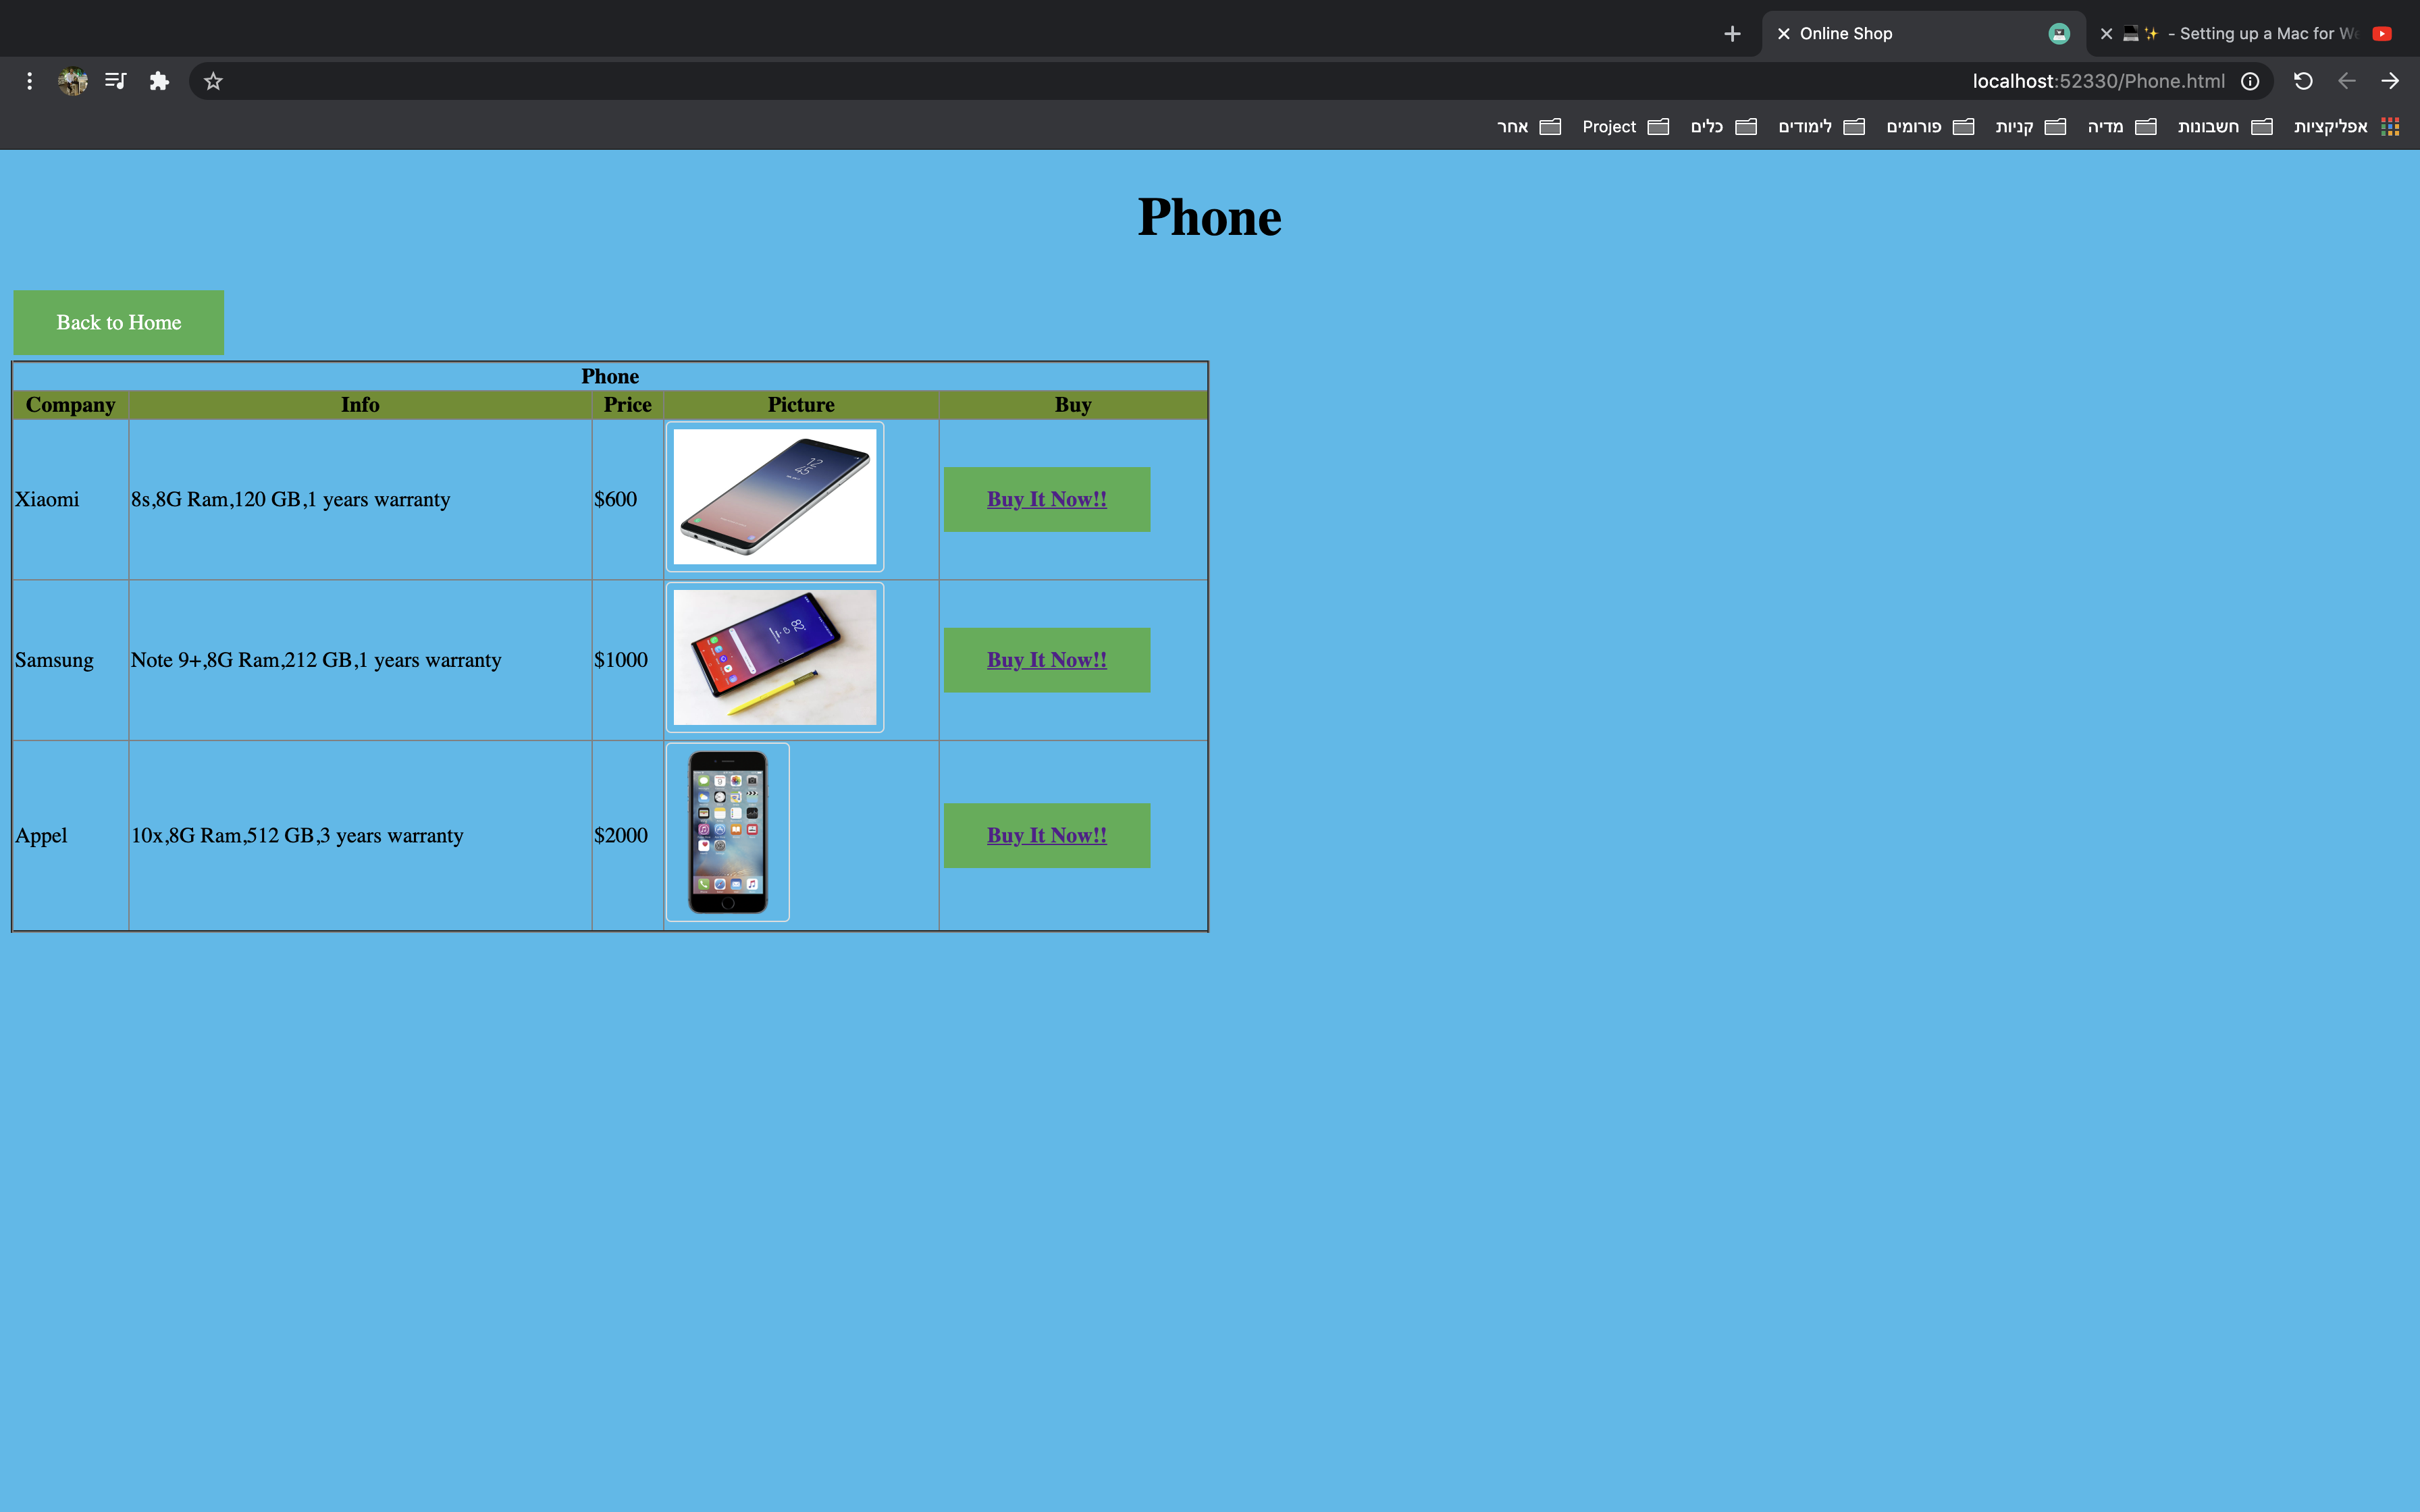 Online Shop
- Setting up a Mac for We
localhost:52330/Phone.html
אפליקציות חשבונות מדיה קניות פורומים לימודים כלים Project אחר
Phone
Back to Home
Phone
Company Info Price Picture Buy
Xiaomi 8s,8G Ram,120 GB,1 years warranty $600 Buy It Now!!
Samsung Note 9+,8G Ram,212 GB,1 years warranty $1000 Buy It Now!!
Appel 10x,8G Ram,512 GB,3 years warranty $2000 Buy It Now!!